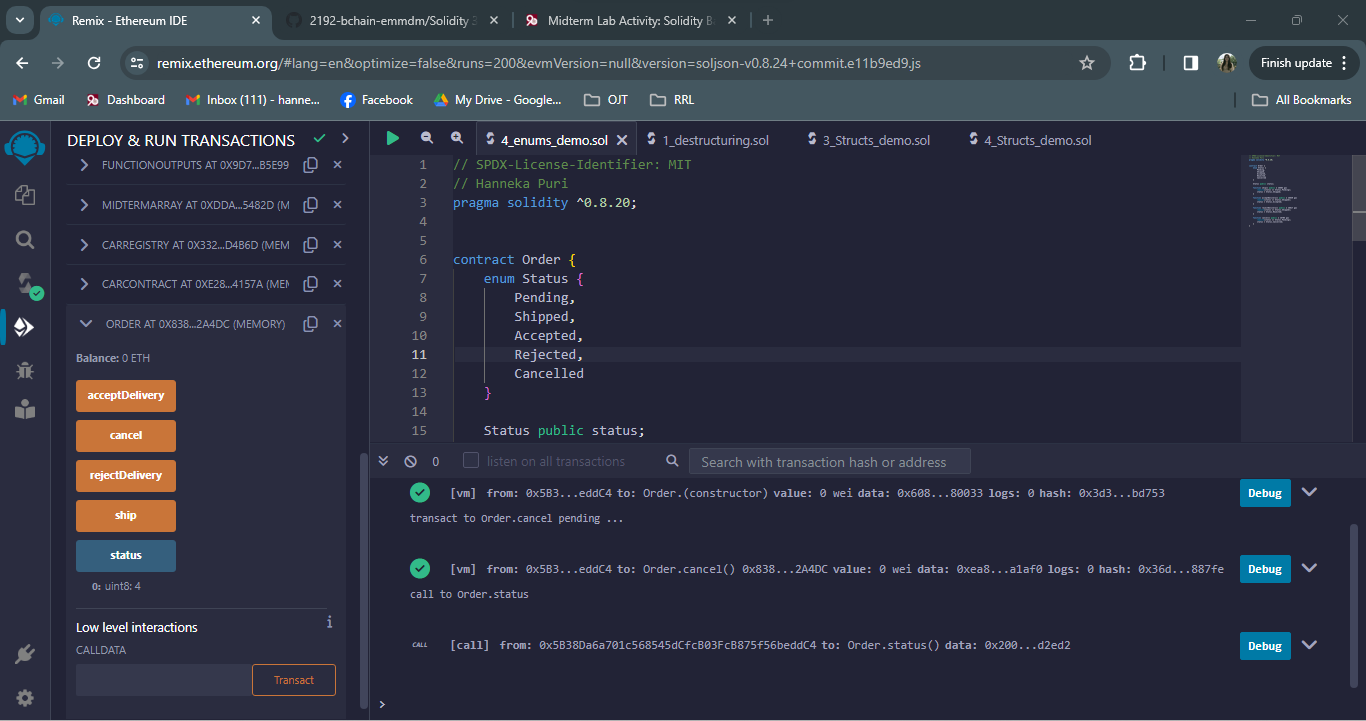 Remix - Ethereum IDE
2192-bchain-emmdm/Solidity 3
Midterm Lab Activity: Solidity B
remix.ethereum.org/#lang=en&optimize=false&runs=200&evmVersion=null&version=soljson-v0.8.24+commit.e11b9ed9.js
Finish update
Gmail
Dashboard
Inbox (111) - hanne...
Facebook
My Drive - Google...
OJT
RRL
All Bookmarks
DEPLOY & RUN TRANSACTIONS
FUNCTIONOUTPUTS AT 0X9D7...B5E99
MIDTERMARRAY AT 0XDDA...5482D (M
CARREGISTRY AT 0X332...D4B6D (MEM
CARCONTRACT AT 0XE28...4157A (MEM
ORDER AT 0X838...2A4DC (MEMORY)
Balance: 0 ETH
acceptDelivery
cancel
rejectDelivery
ship
status
0: uint8: 4
Low level interactions
i
CALLDATA
Transact
4_enums_demo.sol
1_destructuring.sol
3_Structs_demo.sol
4_Structs_demo.sol
1 // SPDX-License-Identifier: MIT
2 // Hanneka Puri
3 pragma solidity ^0.8.20;
4
5
6 contract Order {
7 enum Status {
8 Pending,
9 Shipped,
10 Accepted,
11 Rejected,
12 Cancelled
13 }
14
15 Status public status;
0
listen on all transactions
Search with transaction hash or address
[vm] from: 0x5B3...eddC4 to: Order.(constructor) value: 0 wei data: 0x608...80033 logs: 0 hash: 0x3d3...bd753
Debug
transact to Order.cancel pending ...
[vm] from: 0x5B3...eddC4 to: Order.cancel() 0x838...2A4DC value: 0 wei data: 0xea8...a1af0 logs: 0 hash: 0x36d...887fe
Debug
call to Order.status
CALL [call] from: 0x5B38Da6a701c568545dCfcB03FcB875f56beddC4 to: Order.status() data: 0x200...d2ed2
Debug
>